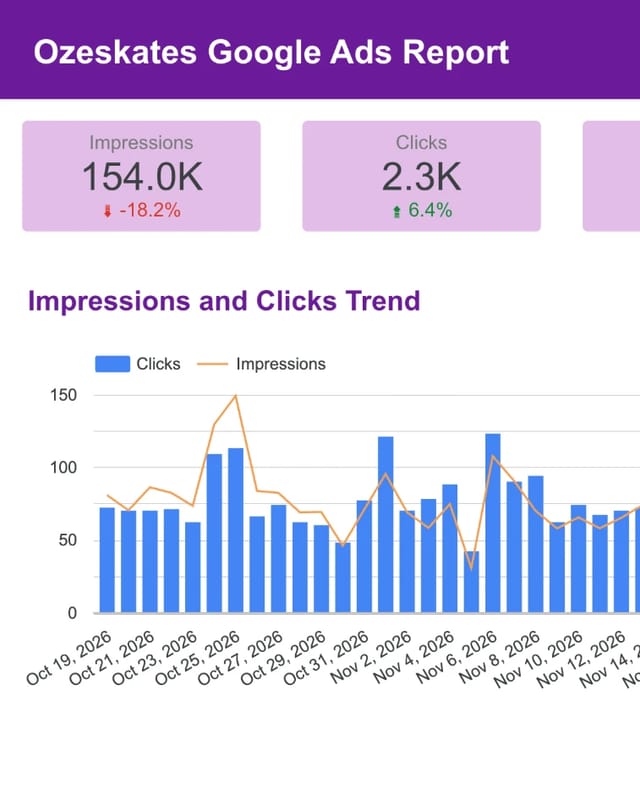 Ozeskates Google Ads Report
Impressions
154.0K
-18.2%
Clicks
2.3K
6.4%
Impressions and Clicks Trend
Clicks
Impressions
150
100
50
0
Oct 19, 2026
Oct 21, 2026
Oct 23, 2026
Oct 25, 2026
Oct 27, 2026
Oct 29, 2026
Oct 31, 2026
Nov 2, 2026
Nov 4, 2026
Nov 6, 2026
Nov 8, 2026
Nov 10, 2026
Nov 12, 2026
Nov 14,